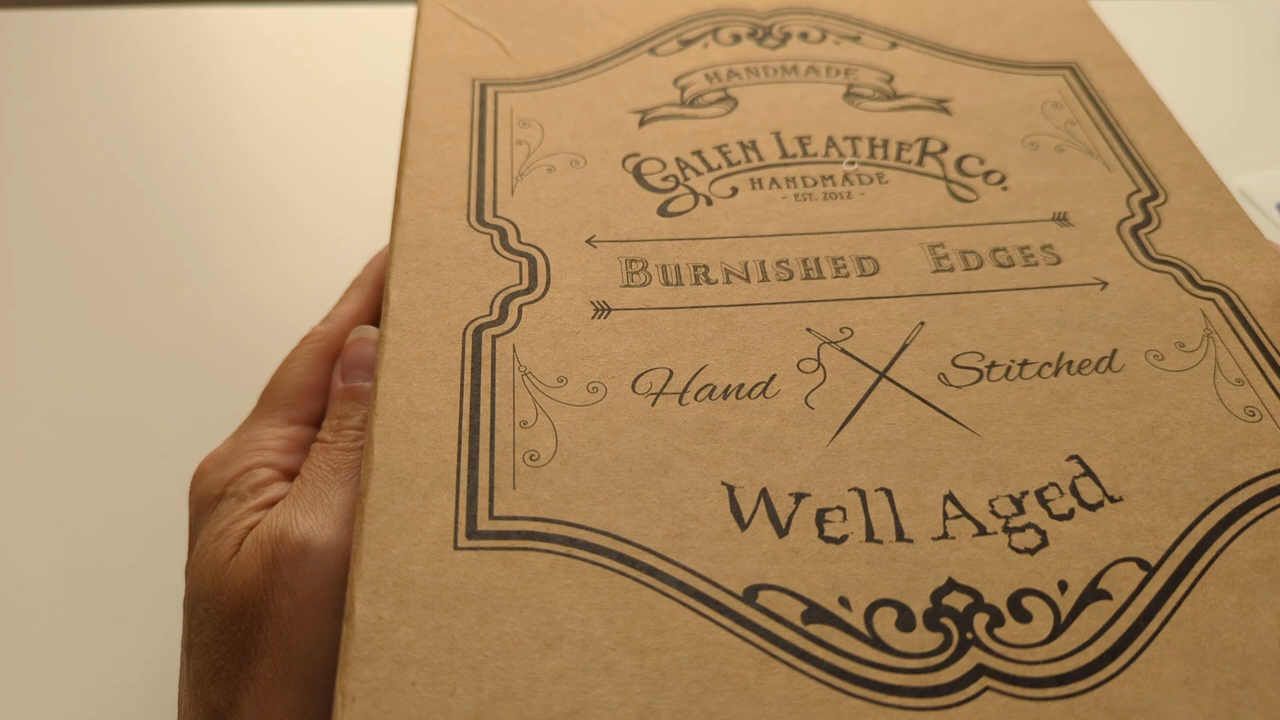 HANDMADE
GALEN LEATHER CO.
HANDMADE
- EST. 2012 -
BURNISHED EDGES
Hand Stitched
Well Aged